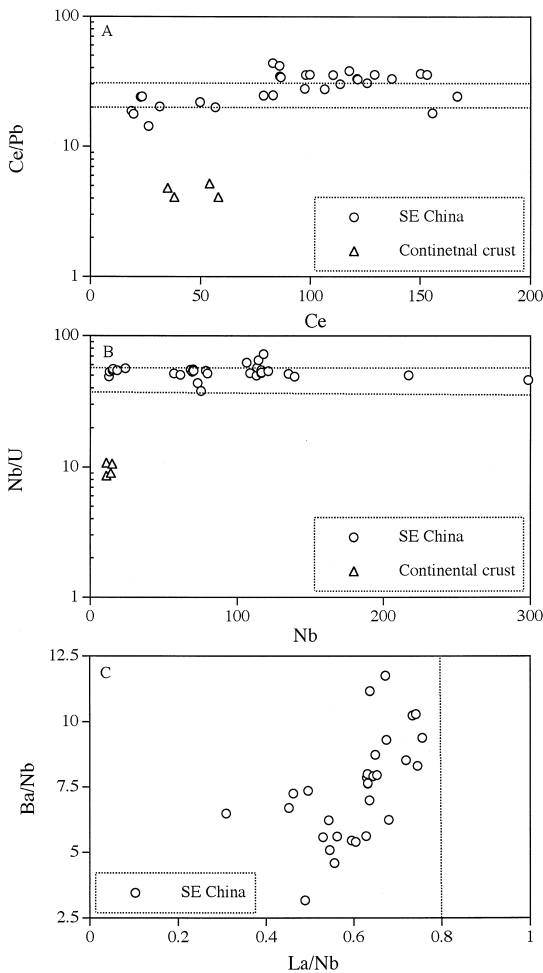 100
A
Ce/Pb
10
SE China
Continetnal crust
1
0 50 100 150 200
Ce
100
B
Nb/U
10
SE China
Continental crust
1
0 100 200 300
Nb
12.5
C
10
Ba/Nb
7.5
5
SE China
2.5
0 0.2 0.4 0.6 0.8 1
La/Nb